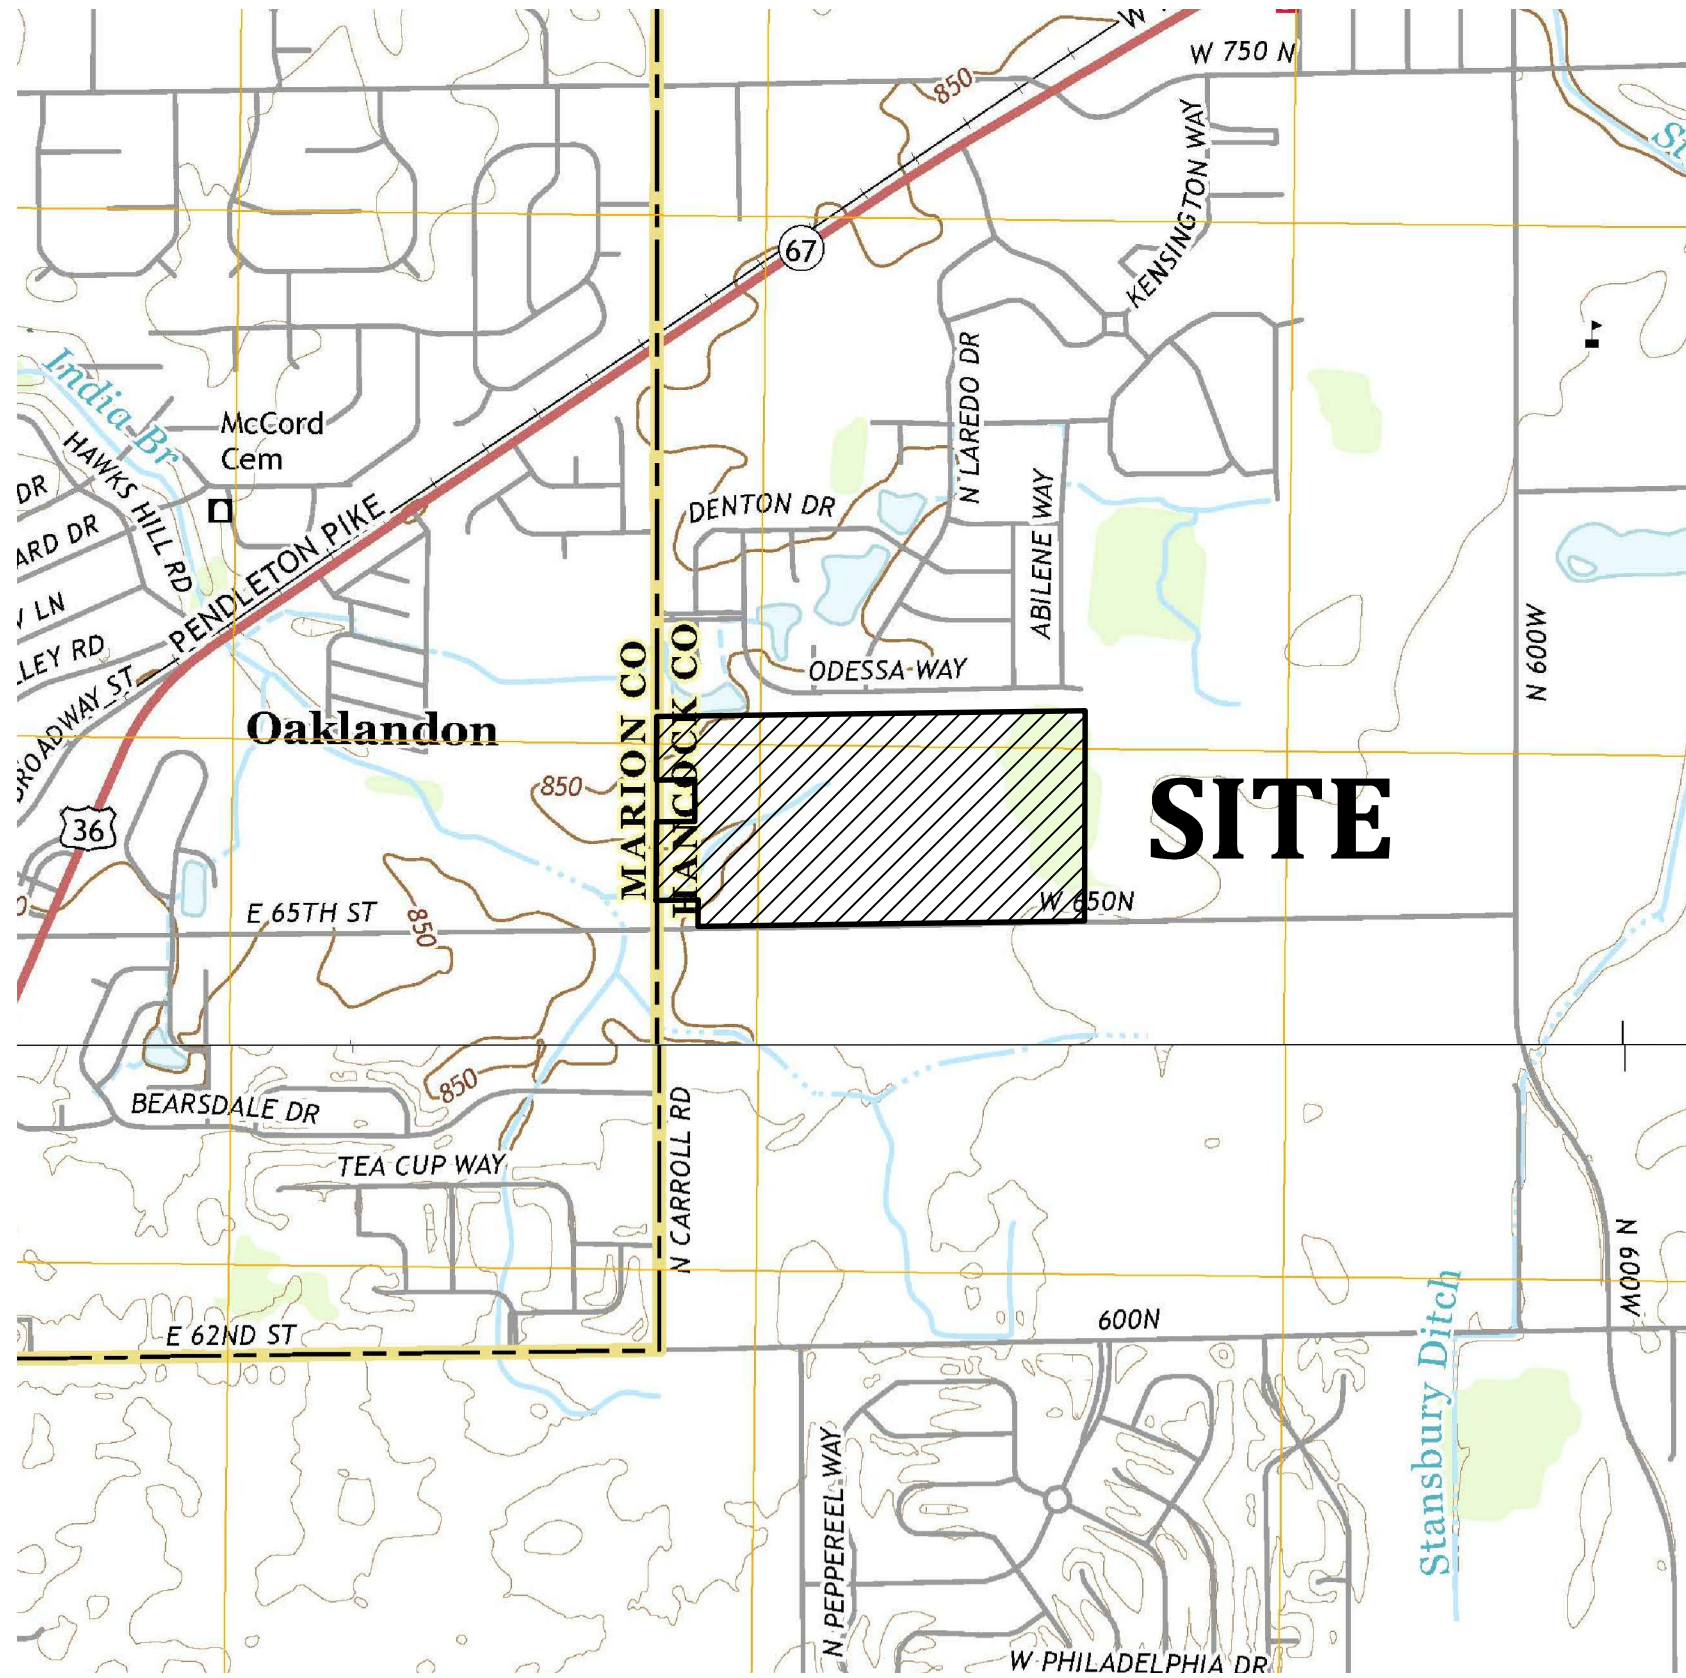 W 750 N
850
KENSINGTON WAY
67
India Br
McCord
Cem
N LAREDO DR
HAWKS HILL RD
DR
ARD DR
DENTON DR
ABILENE WAY
PENDLETON PIKE
LN
LEY RD
ODESSA WAY
N 600W
BROADWAY ST
Oaklandon
MARION CO
HANCOCK CO
850
SITE
36
W 650N
E 65TH ST
850
850
BEARSDALE DR
N CARROLL RD
TEA CUP WAY
N 600W
E 62ND ST
600N
Stansbury Ditch
N PEPPEREEL WAY
W PHILADELPHIA DR